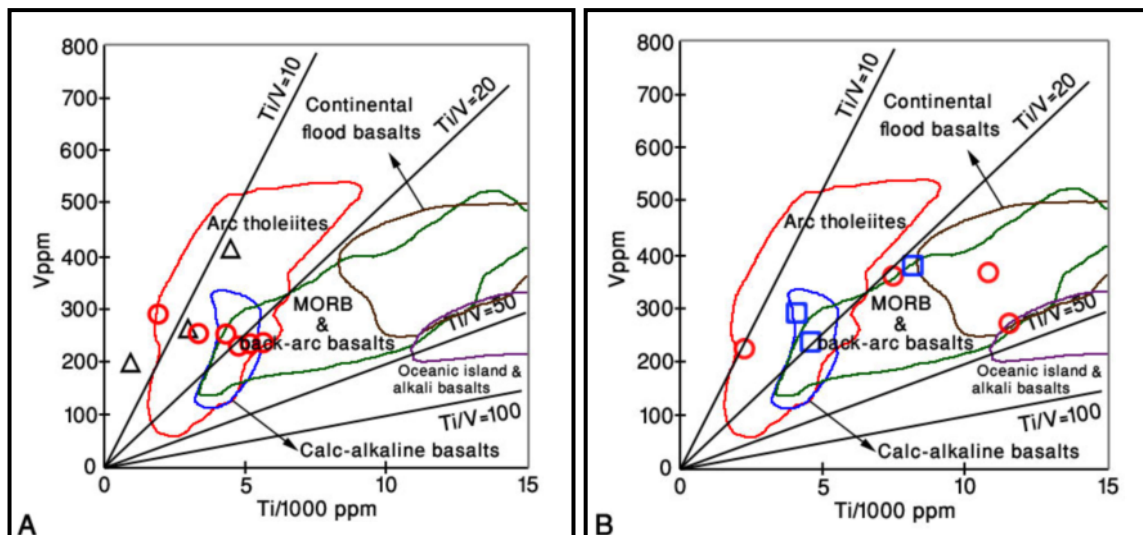 800
700
600
500
400
300
200
100
0
Vppm
0
5
10
15
Ti/1000 ppm
Ti/V=10
Ti/V=20
Ti/V=50
Ti/V=100
Continental
flood basalts
Arc tholeiites
MORB
&
back-arc basalts
Oceanic island &
alkali basalts
Calc-alkaline basalts
A
800
700
600
500
400
300
200
100
0
Vppm
0
5
10
15
Ti/1000 ppm
Ti/V=10
Ti/V=20
Ti/V=50
Ti/V=100
Continental
flood basalts
Arc tholeiites
MORB
&
back-arc basalts
Oceanic island &
alkali basalts
Calc-alkaline basalts
B